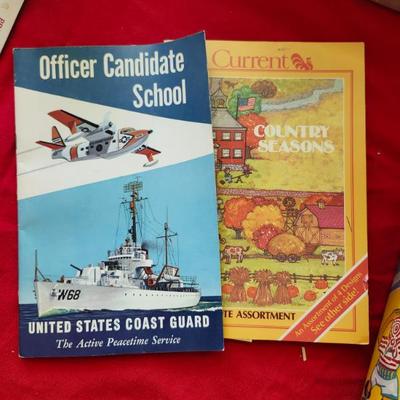 Officer Candidate
School
W68
UNITED STATES COAST GUARD
The Active Peacetime Service
Current
COUNTRY
SEASONS
An Assortment of 4 Designs
See other side!
TE ASSORTMENT